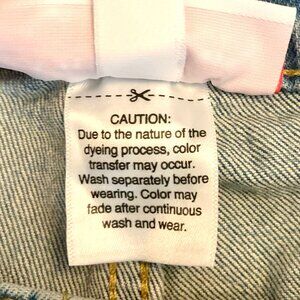 CAUTION:
Due to the nature of the
dyeing process, color
transfer may occur.
Wash separately before
wearing. Color may
fade after continuous
wash and wear.